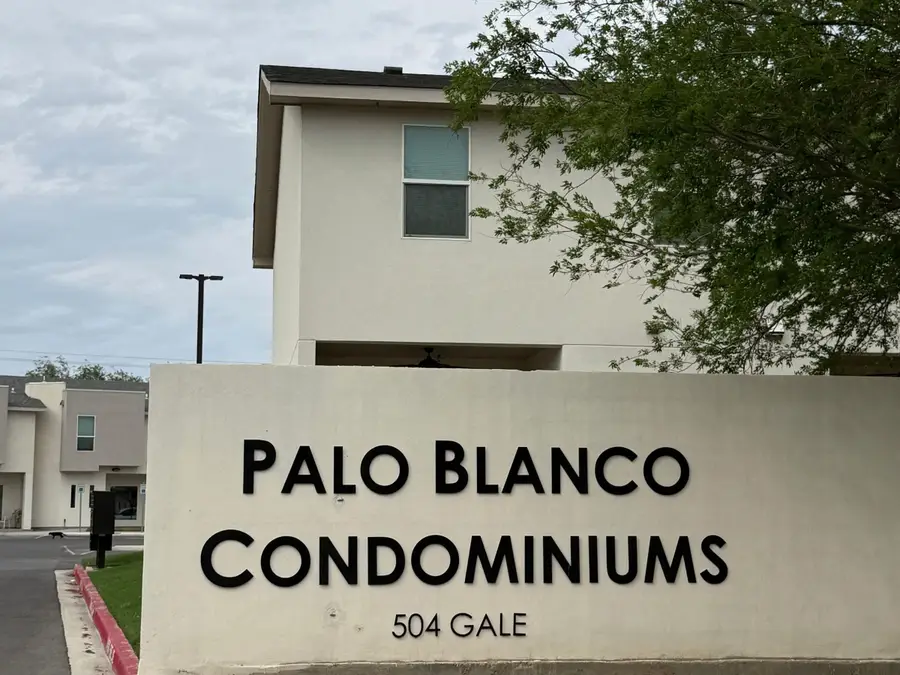 PALO BLANCO
CONDOMINIUMS
504 GALE